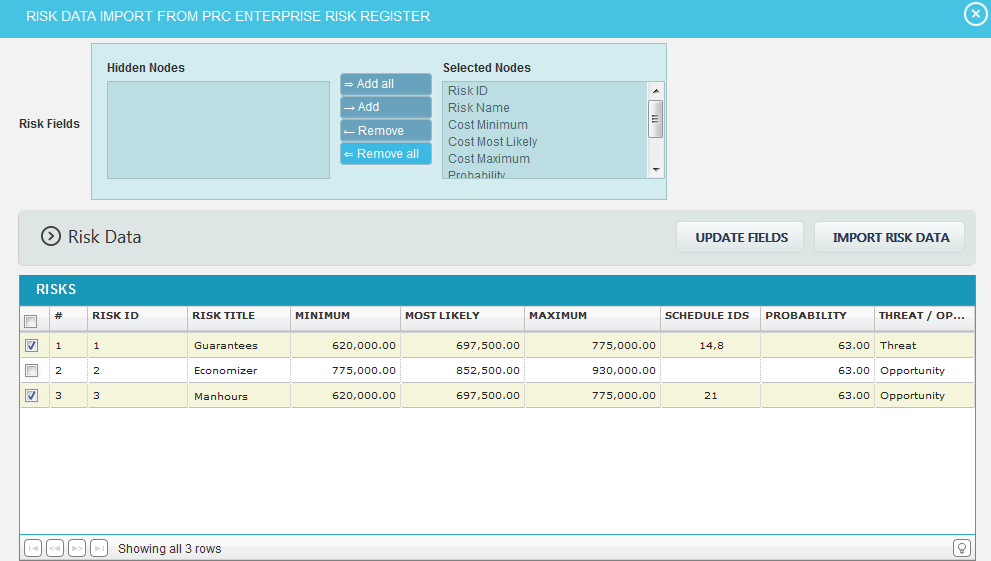 RISK DATA IMPORT FROM PRC ENTERPRISE RISK REGISTER
Risk Fields
Hidden Nodes
⇒ Add all
→ Add
← Remove
⇐ Remove all
Selected Nodes
Risk ID
Risk Name
Cost Minimum
Cost Most Likely
Cost Maximum
Probability
Risk Data
UPDATE FIELDS
IMPORT RISK DATA
RISKS
# RISK ID RISK TITLE MINIMUM MOST LIKELY MAXIMUM SCHEDULE IDS PROBABILITY THREAT / OP...
1 1 Guarantees 620,000.00 697,500.00 775,000.00 14,8 63.00 Threat
2 2 Economizer 775,000.00 852,500.00 930,000.00 63.00 Opportunity
3 3 Manhours 620,000.00 697,500.00 775,000.00 21 63.00 Opportunity
Showing all 3 rows